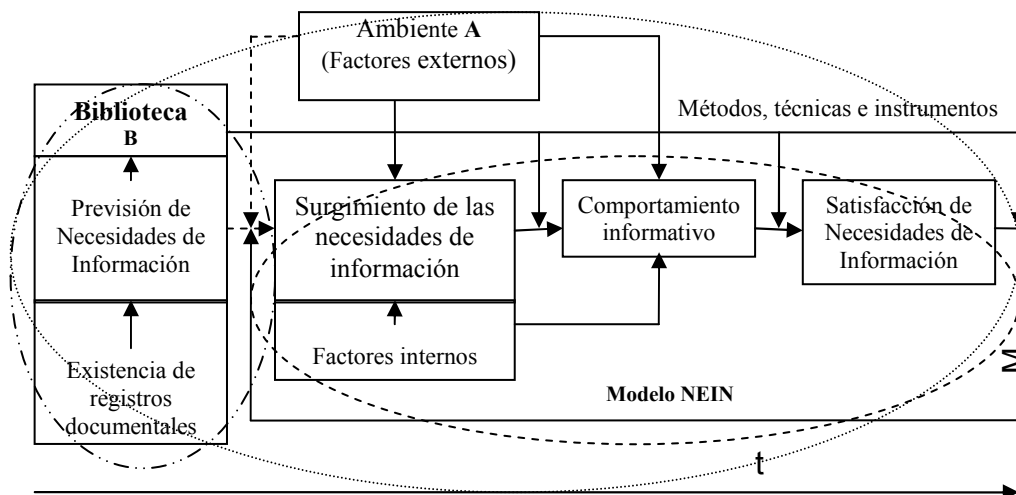 Ambiente A
(Factores externos)
Biblioteca
B
Métodos, técnicas e instrumentos
Previsión de
Necesidades de
Información
Surgimiento de las
necesidades de
información
Comportamiento
informativo
Satisfacción de
Necesidades de
Información
Factores internos
Existencia de
registros
documentales
Modelo NEIN
M
t